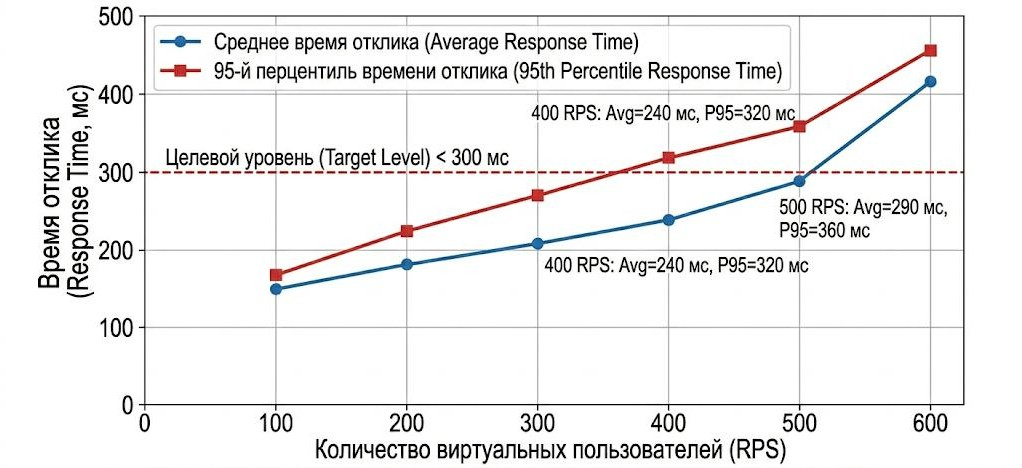 500
400
300
200
100
0
Время отклика
(Response Time, мс)
Среднее время отклика (Average Response Time)
95-й перцентиль времени отклика (95th Percentile Response Time)
400 RPS: Avg=240 мс, P95=320 мс
Целевой уровень (Target Level) < 300 мс
500 RPS: Avg=290 мс,
P95=360 мс
400 RPS: Avg=240 мс, P95=320 мс
0 100 200 300 400 500 600
Количество виртуальных пользователей (RPS)